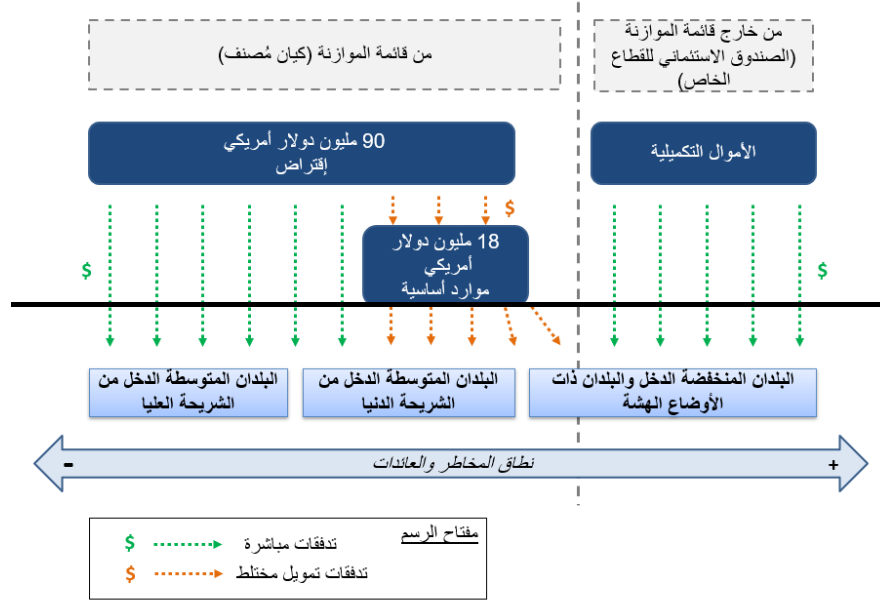 من خارج قائمة الموازنة
(الصندوق الاستئماني للقطاع
الخاص)
من قائمة الموازنة (كيان مُصنف)
الأموال التكميلية
90 مليون دولار أمريكي
إقتراض
$
18 مليون دولار
أمريكي
موارد أساسية
$
$
البلدان المنخفضة الدخل والبلدان ذات
الأوضاع الهشة
البلدان المتوسطة الدخل من
الشريحة الدنيا
البلدان المتوسطة الدخل من
الشريحة العليا
+
نطاق المخاطر والعائدات
-
مفتاح الرسم
تدفقات مباشرة $
تدفقات تمويل مختلط $